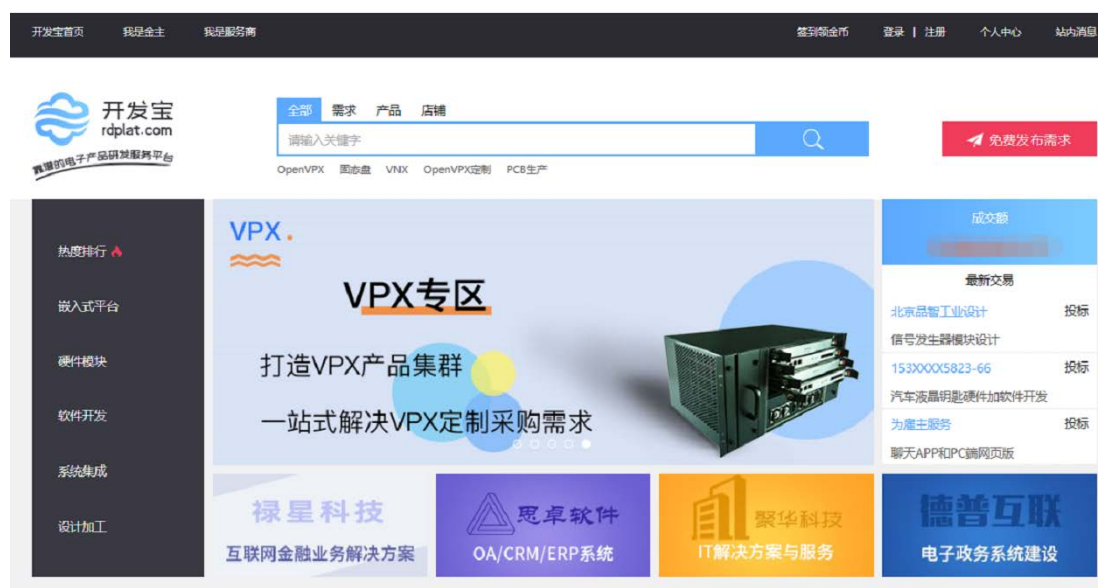 开发宝首页 我是金主 我是服务商 签到领金币 登录 | 注册 个人中心 站内消息
开发宝
rdplat.com
靠谱的电子产品研发服务平台
全部 需求 产品 店铺
请输入关键字
免费发布需求
OpenVPX 固态盘 VNX OpenVPX定制 PCB生产
热度排行
嵌入式平台
硬件模块
软件开发
系统集成
设计加工
VPX.
VPX专区
打造VPX产品集群
一站式解决VPX定制采购需求
成交额
最新交易
北京品智工业设计 投标
信号发生器模块设计
153XXXX5823-66 投标
汽车液晶钥匙硬件加软件开发
为雇主服务 投标
聊天APP和PC端网页版
禄星科技
互联网金融业务解决方案
思卓软件
OA/CRM/ERP系统
聚华科技
IT解决方案与服务
德普互联
电子政务系统建设